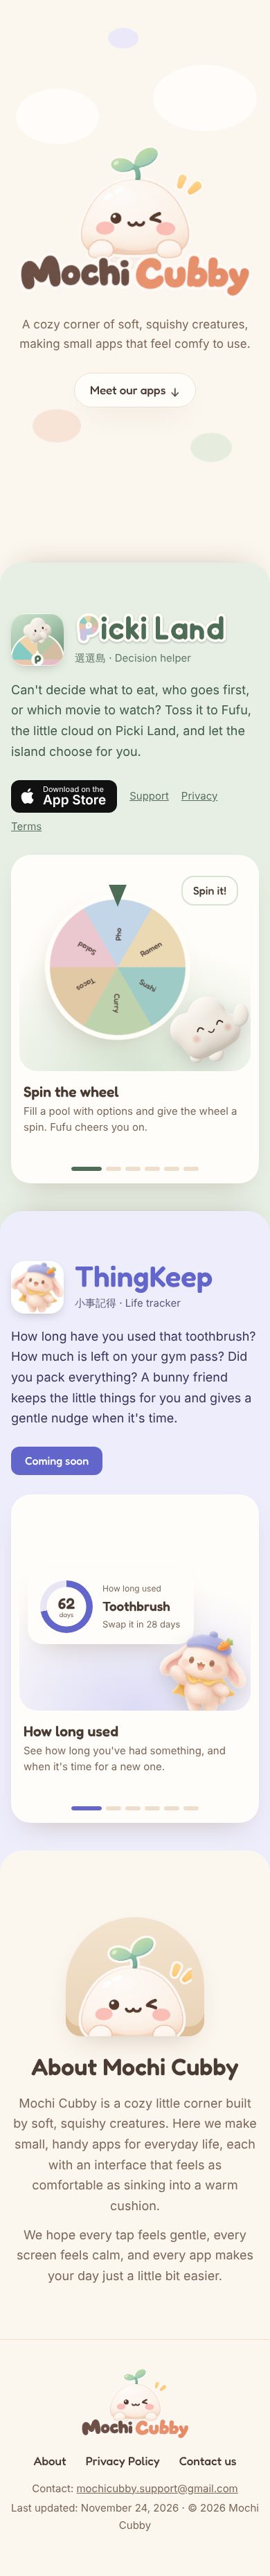 Mochi Cubby
A cozy corner of soft, squishy creatures,
making small apps that feel comfy to use.
Meet our apps ↓
Picki Land
選選島 · Decision helper
Can't decide what to eat, who goes first,
or which movie to watch? Toss it to Fufu,
the little cloud on Picki Land, and let the
island choose for you.
Download on the
App Store
Support Privacy
Terms
Spin it!
Pho
Ramen
Sushi
Curry
Tacos
Salad
Spin the wheel
Fill a pool with options and give the wheel a
spin. Fufu cheers you on.
ThingKeep
小事記得 · Life tracker
How long have you used that toothbrush?
How much is left on your gym pass? Did
you pack everything? A bunny friend
keeps the little things for you and gives a
gentle nudge when it's time.
Coming soon
62
days
How long used
Toothbrush
Swap it in 28 days
How long used
See how long you've had something, and
when it's time for a new one.
About Mochi Cubby
Mochi Cubby is a cozy little corner built
by soft, squishy creatures. Here we make
small, handy apps for everyday life, each
with an interface that feels as
comfortable as sinking into a warm
cushion.
We hope every tap feels gentle, every
screen feels calm, and every app makes
your day just a little bit easier.
Mochi Cubby
About Privacy Policy Contact us
Contact: mochicubby.support@gmail.com
Last updated: November 24, 2026 · © 2026 Mochi
Cubby